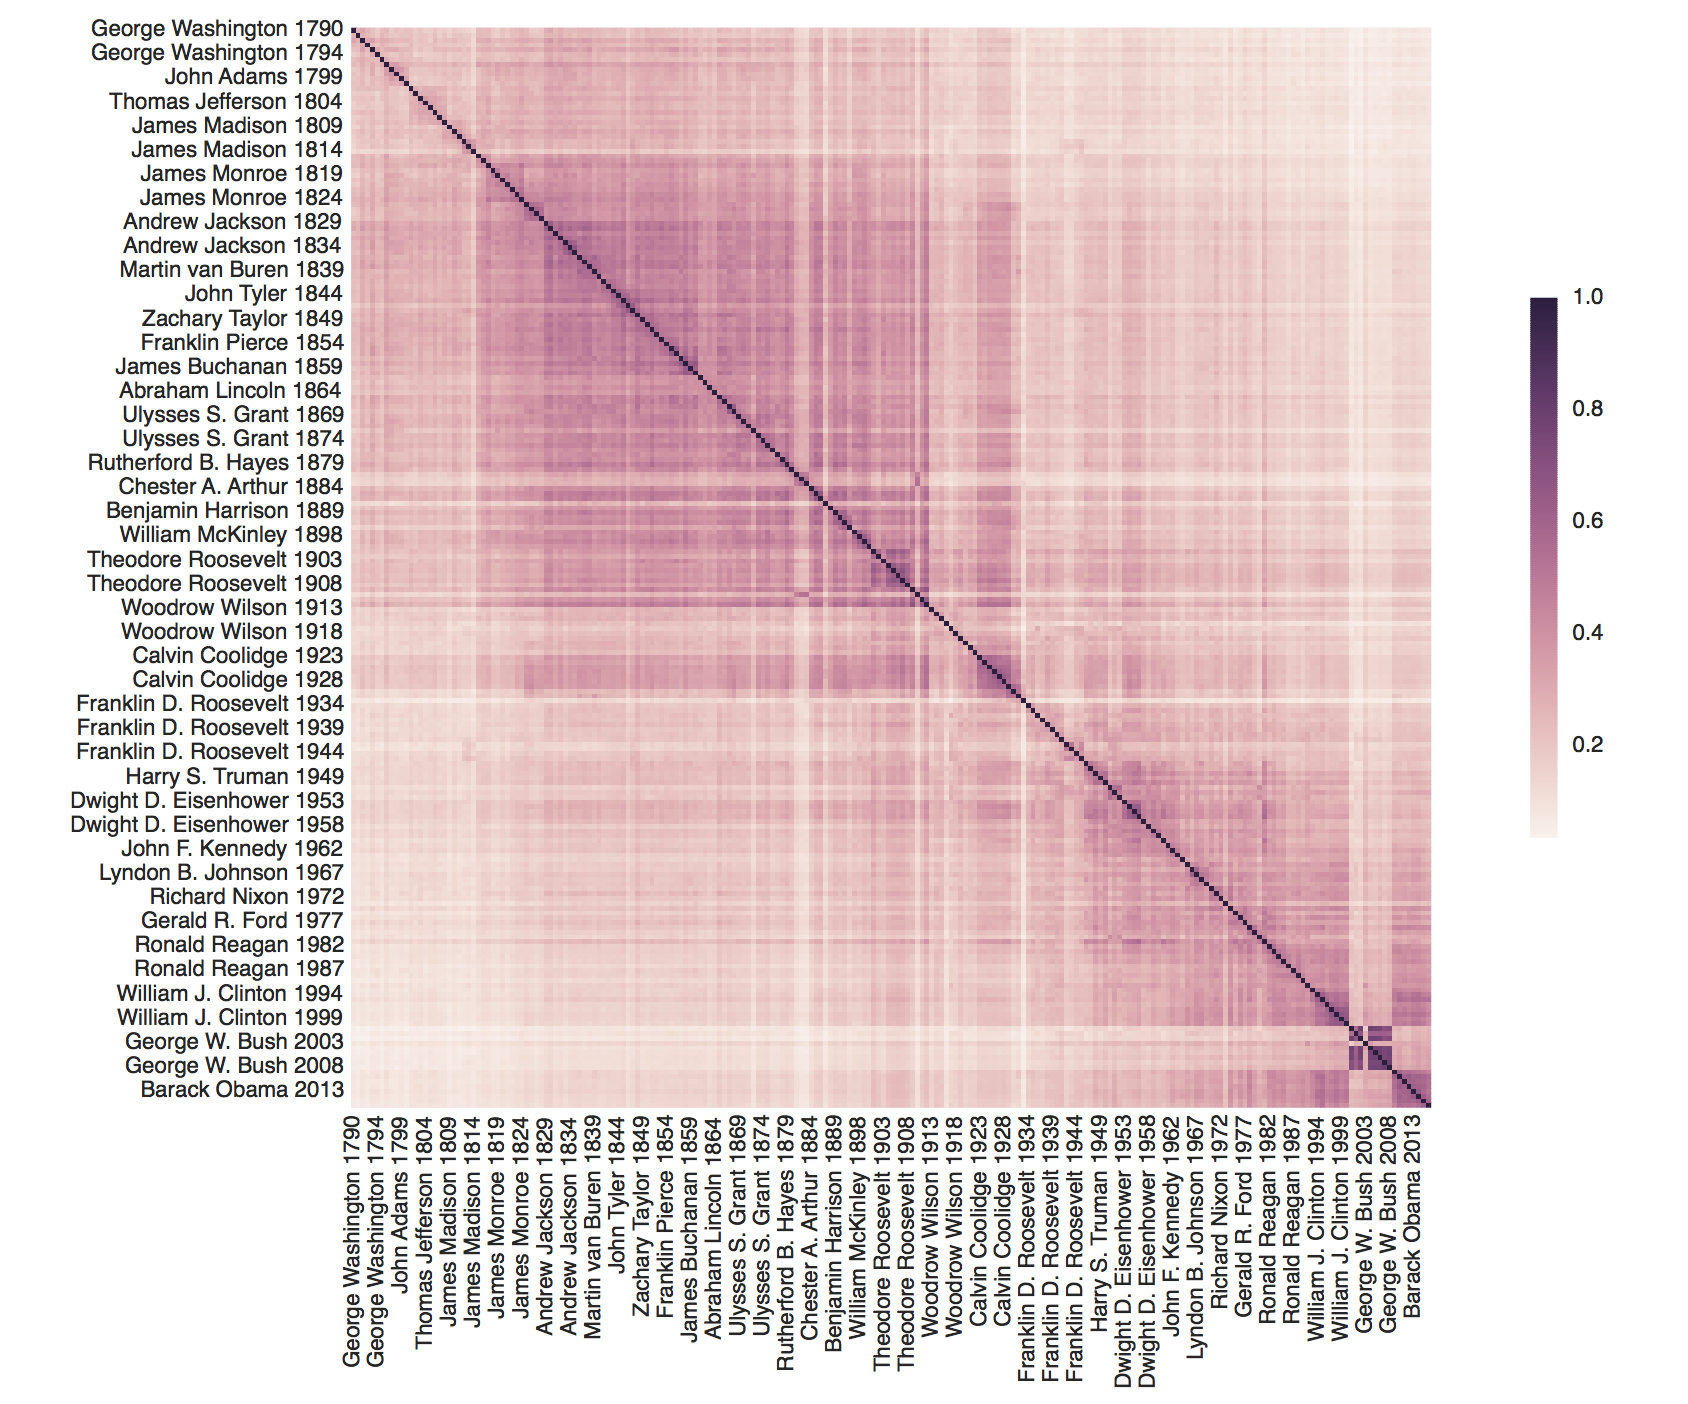 George Washington 1790
George Washington 1794
John Adams 1799
Thomas Jefferson 1804
James Madison 1809
James Madison 1814
James Monroe 1819
James Monroe 1824
Andrew Jackson 1829
Andrew Jackson 1834
Martin van Buren 1839
John Tyler 1844
Zachary Taylor 1849
Franklin Pierce 1854
James Buchanan 1859
Abraham Lincoln 1864
Ulysses S. Grant 1869
Ulysses S. Grant 1874
Rutherford B. Hayes 1879
Chester A. Arthur 1884
Benjamin Harrison 1889
William McKinley 1898
Theodore Roosevelt 1903
Theodore Roosevelt 1908
Woodrow Wilson 1913
Woodrow Wilson 1918
Calvin Coolidge 1923
Calvin Coolidge 1928
Franklin D. Roosevelt 1934
Franklin D. Roosevelt 1939
Franklin D. Roosevelt 1944
Harry S. Truman 1949
Dwight D. Eisenhower 1953
Dwight D. Eisenhower 1958
John F. Kennedy 1962
Lyndon B. Johnson 1967
Richard Nixon 1972
Gerald R. Ford 1977
Ronald Reagan 1982
Ronald Reagan 1987
William J. Clinton 1994
William J. Clinton 1999
George W. Bush 2003
George W. Bush 2008
Barack Obama 2013
George Washington 1790
George Washington 1794
John Adams 1799
Thomas Jefferson 1804
James Madison 1809
James Madison 1814
James Monroe 1819
James Monroe 1824
Andrew Jackson 1829
Andrew Jackson 1834
Martin van Buren 1839
John Tyler 1844
Zachary Taylor 1849
Franklin Pierce 1854
James Buchanan 1859
Abraham Lincoln 1864
Ulysses S. Grant 1869
Ulysses S. Grant 1874
Rutherford B. Hayes 1879
Chester A. Arthur 1884
Benjamin Harrison 1889
William McKinley 1898
Theodore Roosevelt 1903
Theodore Roosevelt 1908
Woodrow Wilson 1913
Woodrow Wilson 1918
Calvin Coolidge 1923
Calvin Coolidge 1928
Franklin D. Roosevelt 1934
Franklin D. Roosevelt 1939
Franklin D. Roosevelt 1944
Harry S. Truman 1949
Dwight D. Eisenhower 1953
Dwight D. Eisenhower 1958
John F. Kennedy 1962
Lyndon B. Johnson 1967
Richard Nixon 1972
Gerald R. Ford 1977
Ronald Reagan 1982
Ronald Reagan 1987
William J. Clinton 1994
William J. Clinton 1999
George W. Bush 2003
George W. Bush 2008
Barack Obama 2013
1.0
0.8
0.6
0.4
0.2